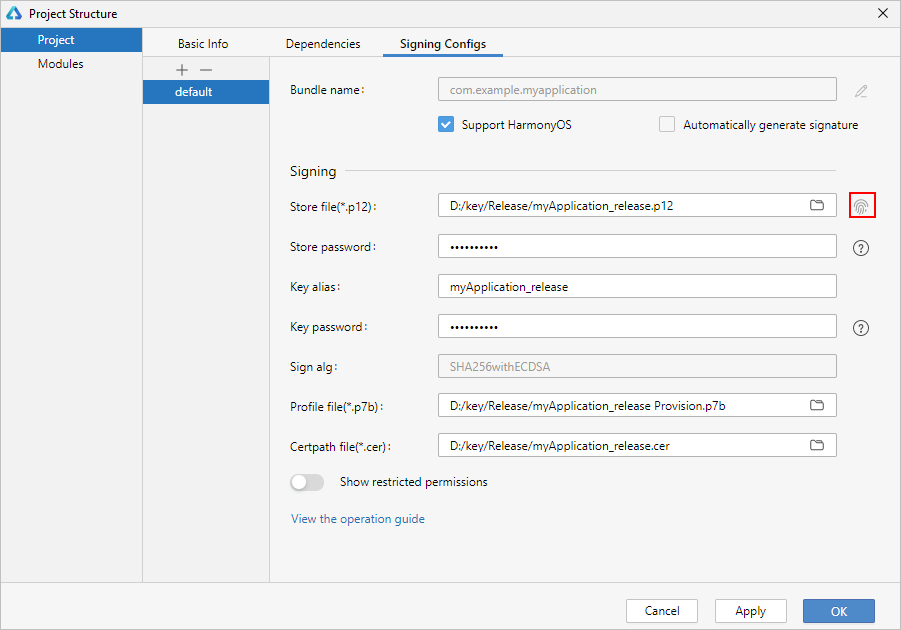 Project Structure
Project
Modules
Basic Info
Dependencies
Signing Configs
default
Bundle name:
com.example.myapplication
Support HarmonyOS
Automatically generate signature
Signing
Store file(*.p12):
D:/key/Release/myApplication_release.p12
Store password:
••••••••••
Key alias:
myApplication_release
Key password:
••••••••••
Sign alg:
SHA256withECDSA
Profile file(*.p7b):
D:/key/Release/myApplication_release Provision.p7b
Certpath file(*.cer):
D:/key/Release/myApplication_release.cer
Show restricted permissions
View the operation guide
Cancel
Apply
OK